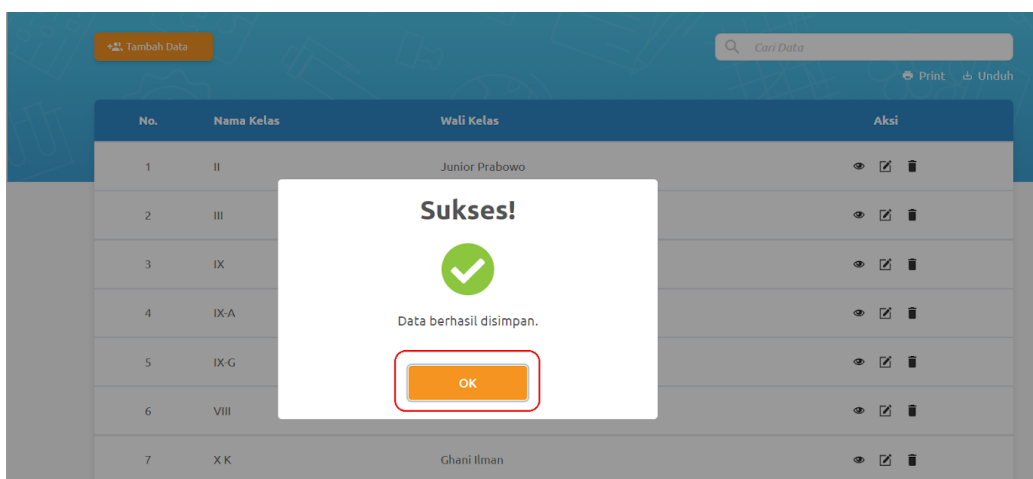 Tambah Data
Cari Data
Print Unduh
No. Nama Kelas Wali Kelas Aksi
1 II Junior Prabowo
2 III
3 IX
4 IX-A
5 IX-G
6 VIII
7 X K Ghani Ilman
Sukses!
Data berhasil disimpan.
OK